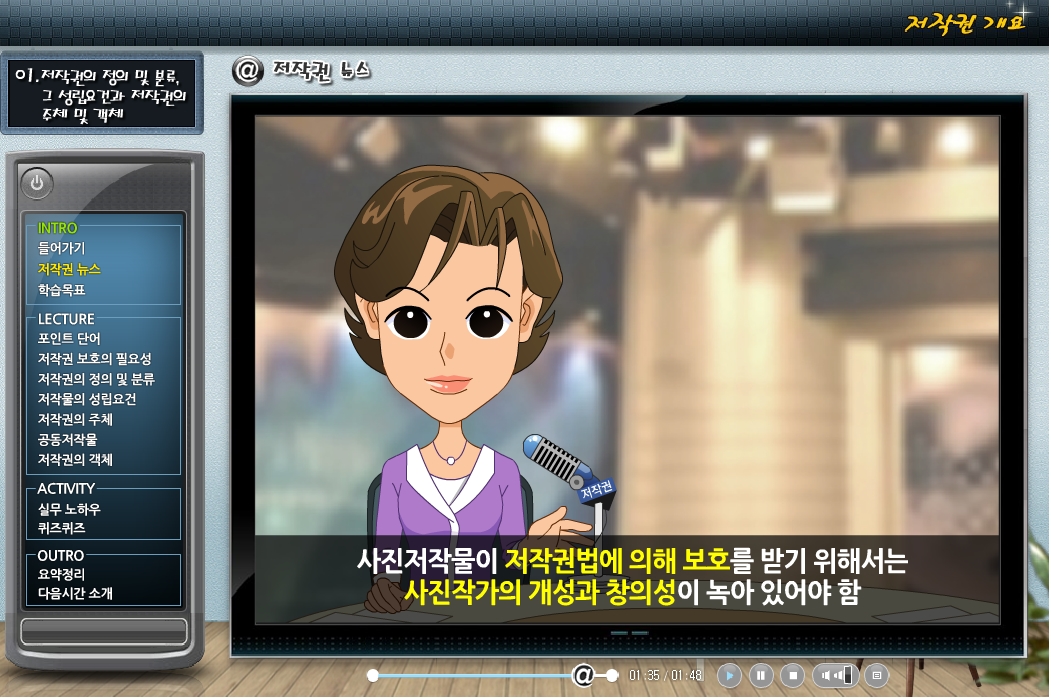 저작권 개요
01.저작권의 정의 및 분류,
그 성립요건과 저작권의
주체 및 객체
@ 저작권 뉴스
INTRO
들어가기
저작권 뉴스
학습목표
LECTURE
포인트 단어
저작권 보호의 필요성
저작권의 정의 및 분류
저작물의 성립요건
저작권의 주체
공동저작물
저작권의 객체
ACTIVITY
실무 노하우
퀴즈퀴즈
OUTRO
요약정리
다음시간 소개
저작권
사진저작물이 저작권법에 의해 보호를 받기 위해서는
사진작가의 개성과 창의성이 녹아 있어야 함
@ 01:35 / 01:48